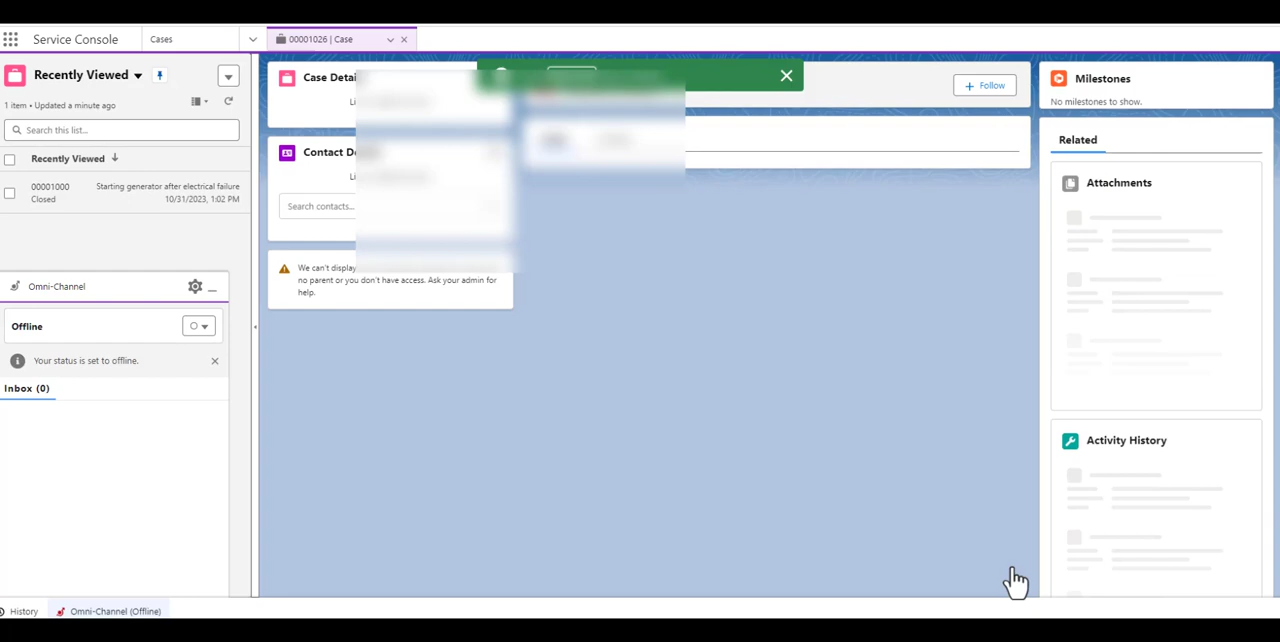 Service Console
Cases
00001026 | Case
Recently Viewed
1 item • Updated a minute ago
Search this list...
Recently Viewed
00001000
Starting generator after electrical failure
Closed
10/31/2023, 1:02 PM
Omni-Channel
Offline
Your status is set to offline.
Inbox (0)
History
Omni-Channel (Offline)
Case
Contact
Search contacts...
We can't display
no parent or you don't have access. Ask your admin for
help.
Follow
Milestones
No milestones to show.
Related
Attachments
Activity History